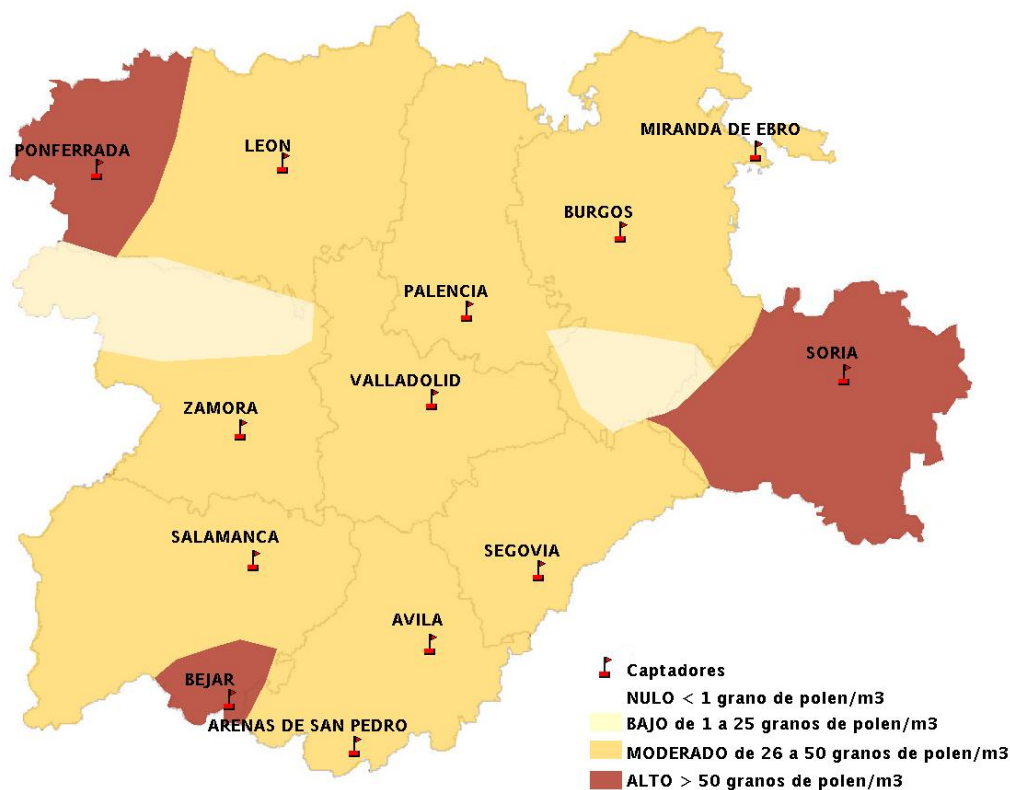 MIRANDA DE EBRO
PONFERRADA
LEON
BURGOS
PALENCIA
SORIA
VALLADOLID
ZAMORA
SALAMANCA
SEGOVIA
AVILA
BEJAR
ARENAS DE SAN PEDRO
Captadores
NULO < 1 grano de polen/m3
BAJO de 1 a 25 granos de polen/m3
MODERADO de 26 a 50 granos de polen/m3
ALTO > 50 granos de polen/m3